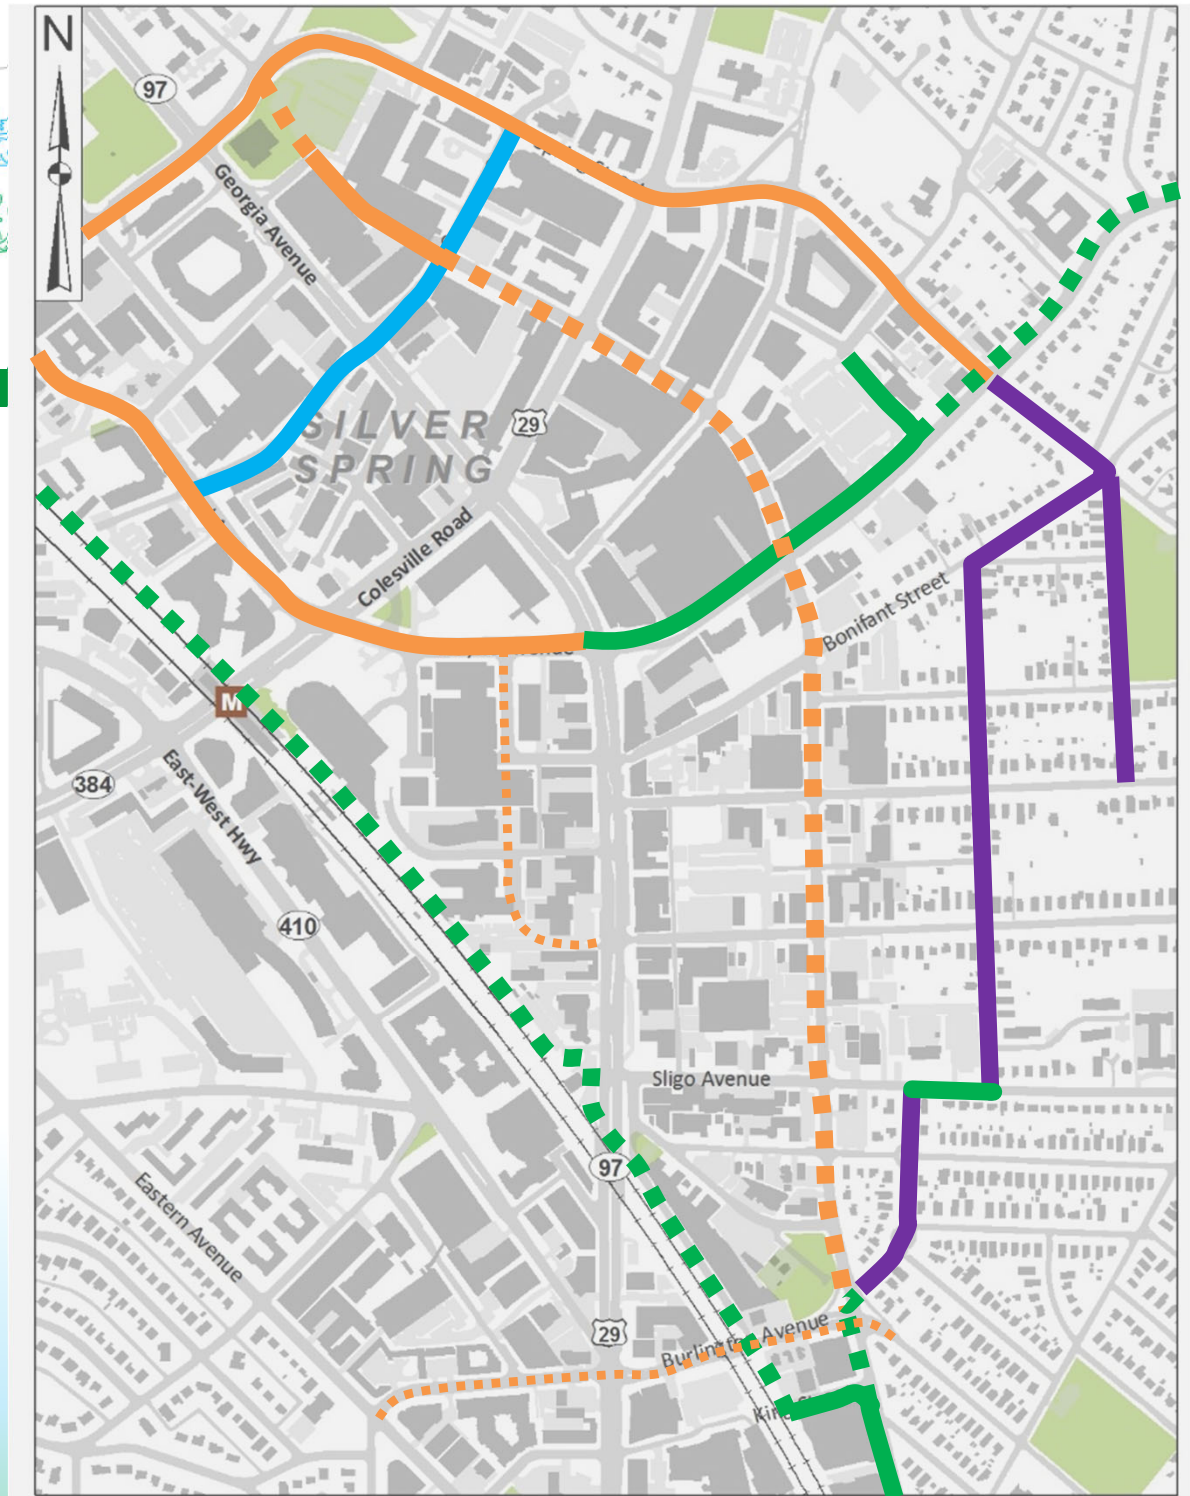 N
97
Georgia Avenue
SILVER
SPRING
29
Colesville Road
Bonifant Street
M
384
East-West Hwy
410
Sligo Avenue
97
Eastern Avenue
29
Avenue